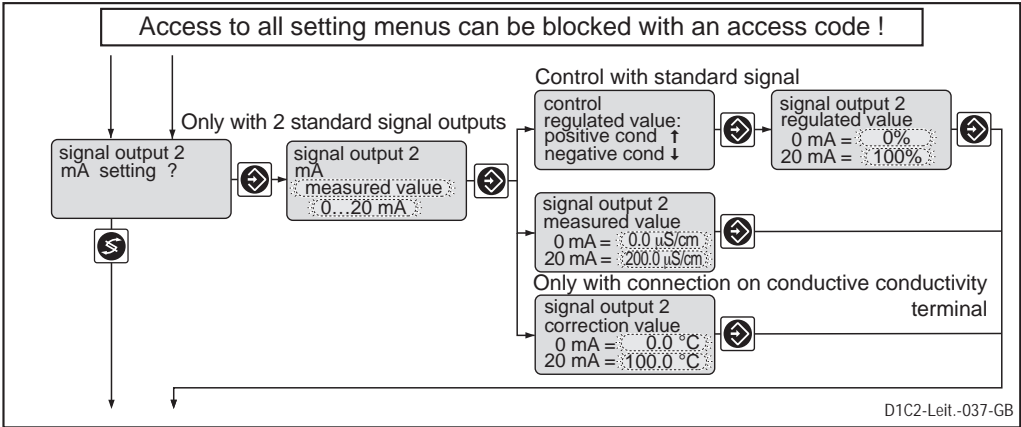 Access to all setting menus can be blocked with an access code !
Control with standard signal
Only with 2 standard signal outputs
signal output 2
mA setting ?
signal output 2
mA
measured value
0...20 mA
control
regulated value:
positive cond ↑
negative cond ↓
signal output 2
regulated value
0 mA = 0%
20 mA = 100%
signal output 2
measured value
0 mA = 0.0 µS/cm
20 mA = 200.0 µS/cm
Only with connection on conductive conductivity
terminal
signal output 2
correction value
0 mA = 0.0 °C
20 mA = 100.0 °C
D1C2-Leit.-037-GB